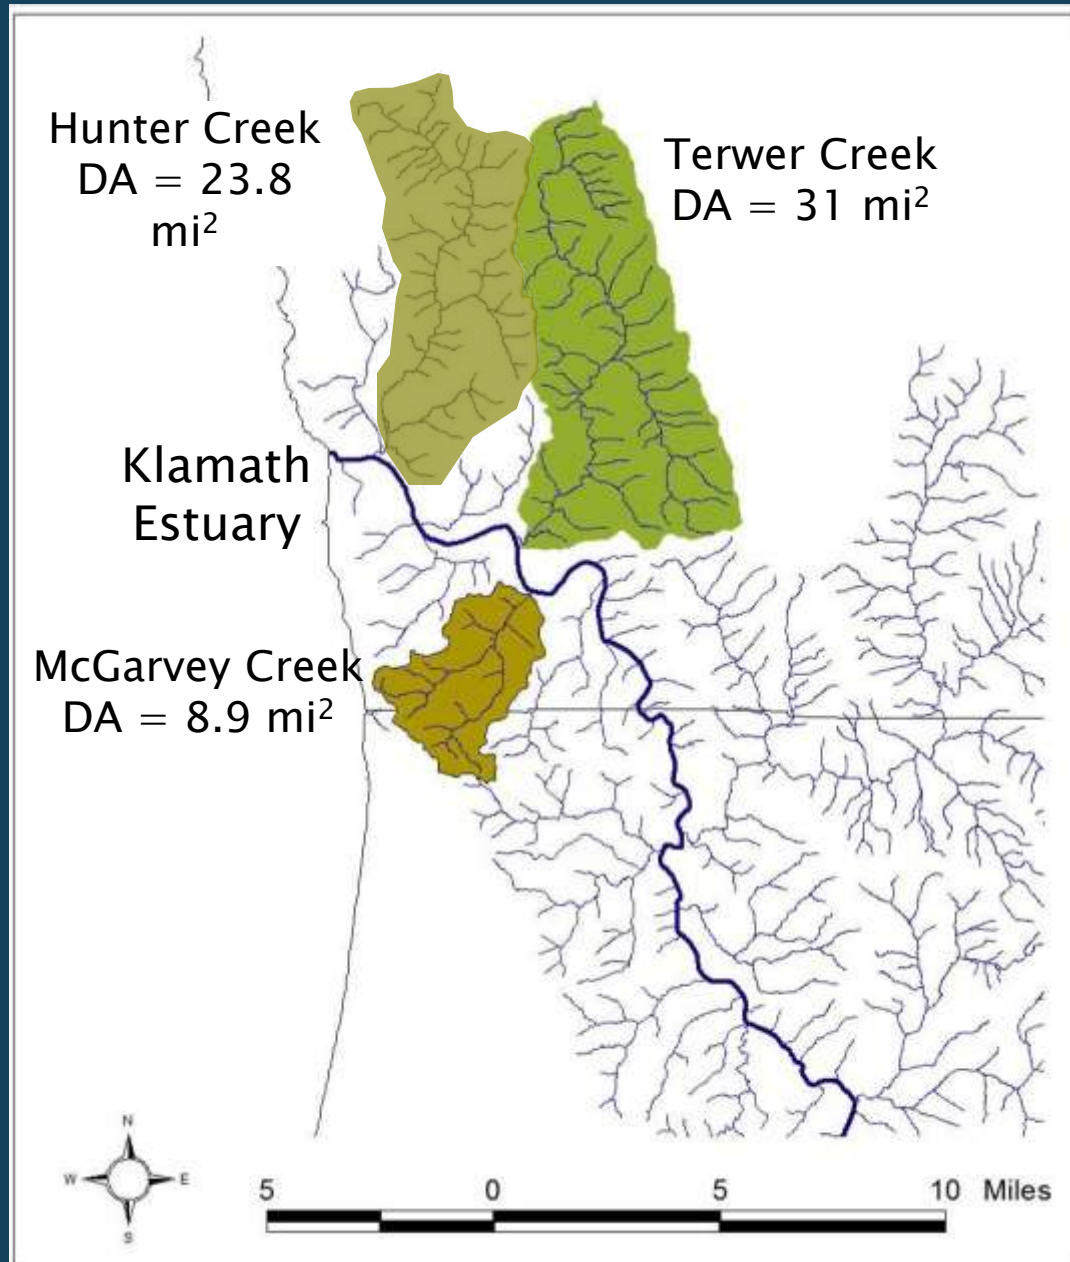 Hunter Creek
DA = 23.8
mi²
Terwer Creek
DA = 31 mi²
Klamath
Estuary
McGarvey Creek
DA = 8.9 mi²
N
W E
S
5 0 5 10 Miles